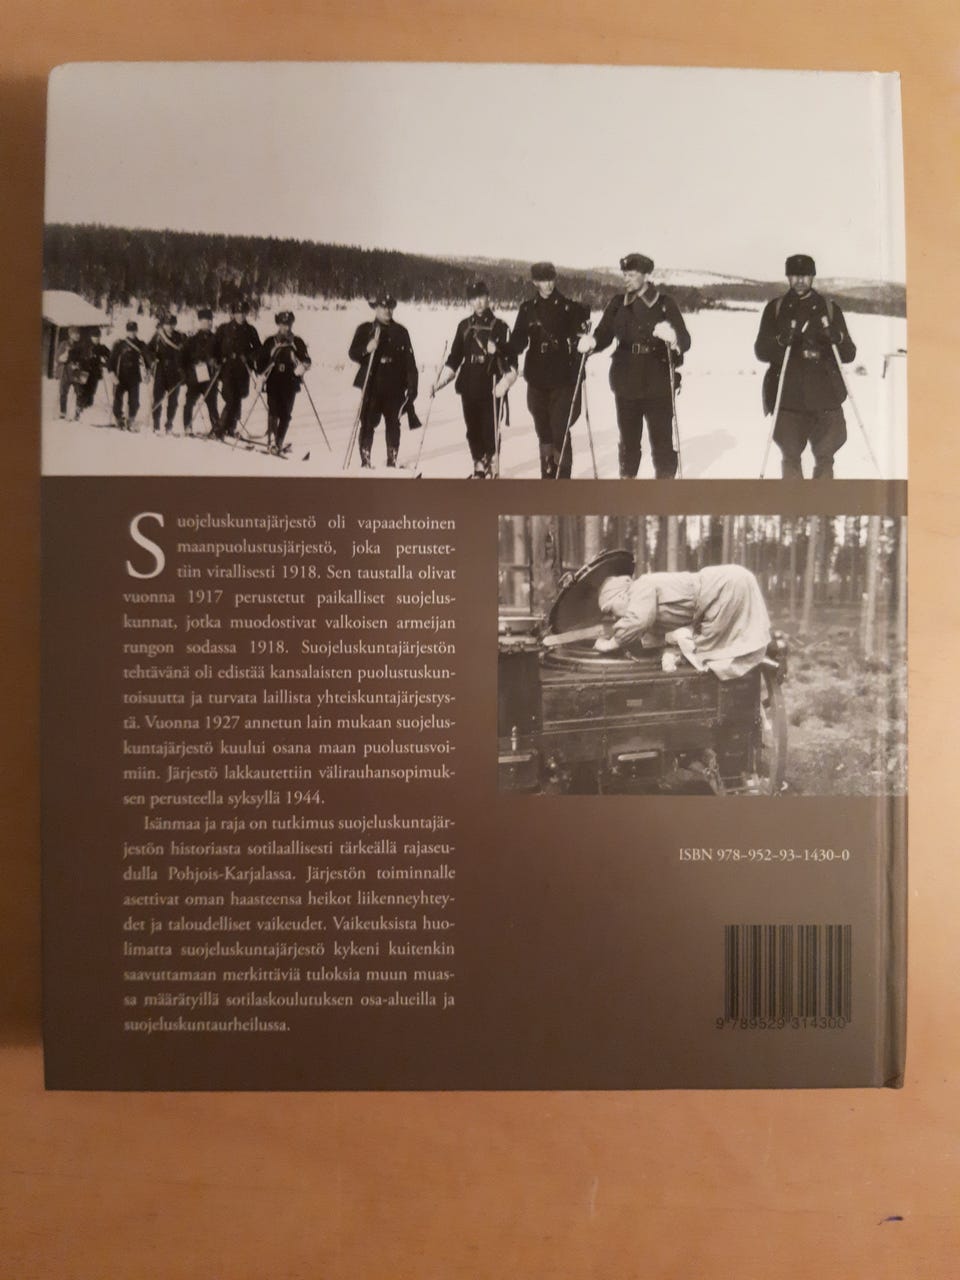 Suojeluskuntajärjestö oli vapaaehtoinen
maanpuolustusjärjestö, joka perustet-
tiin virallisesti 1918. Sen taustalla olivat
vuonna 1917 perustetut paikalliset suojelus-
kunnat, jotka muodostivat valkoisen armeijan
rungon sodassa 1918. Suojeluskuntajärjestön
tehtävänä oli edistää kansalaisten puolustuskun-
toisuutta ja turvata laillista yhteiskuntajärjestys-
tä. Vuonna 1927 annetun lain mukaan suojelus-
kuntajärjestö kuului osana maan puolustusvoi-
miin. Järjestö lakkautettiin välirauhansopimuk-
sen perusteella syksyllä 1944.
Isänmaa ja raja on tutkimus suojeluskuntajär-
jestön historiasta sotilaallisesti tärkeällä rajaseu-
dulla Pohjois-Karjalassa. Järjestön toiminnalle
asettivat oman haasteensa heikot liikenneyhtey-
det ja taloudelliset vaikeudet. Vaikeuksista huo-
limatta suojeluskuntajärjestö kykeni kuitenkin
saavuttamaan merkittäviä tuloksia muun muas-
sa määrätyillä sotilaskoulutuksen osa-alueilla ja
suojeluskuntaurheilussa.
ISBN 978-952-93-1430-0
9 789529 314300